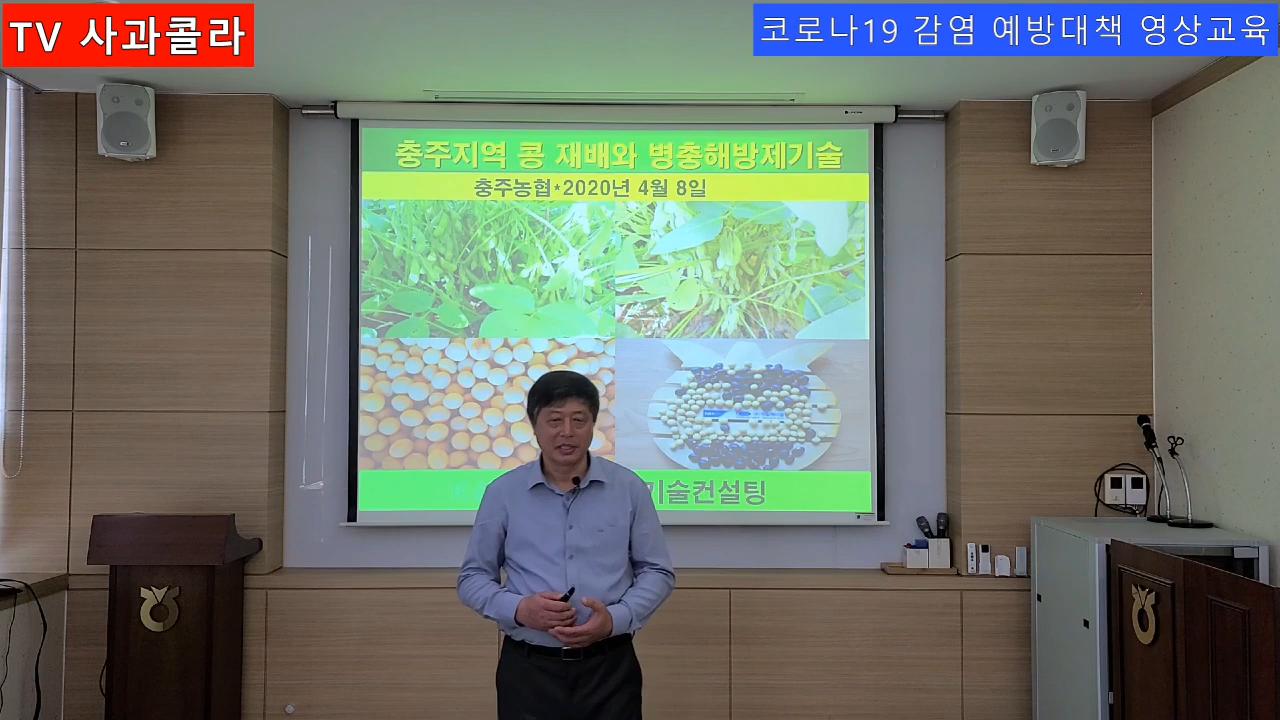 TV 사과콜라
코로나19 감염 예방대책 영상교육
충주지역 콩 재배와 병충해방제기술
충주농협*2020년 4월 8일
기술컨설팅